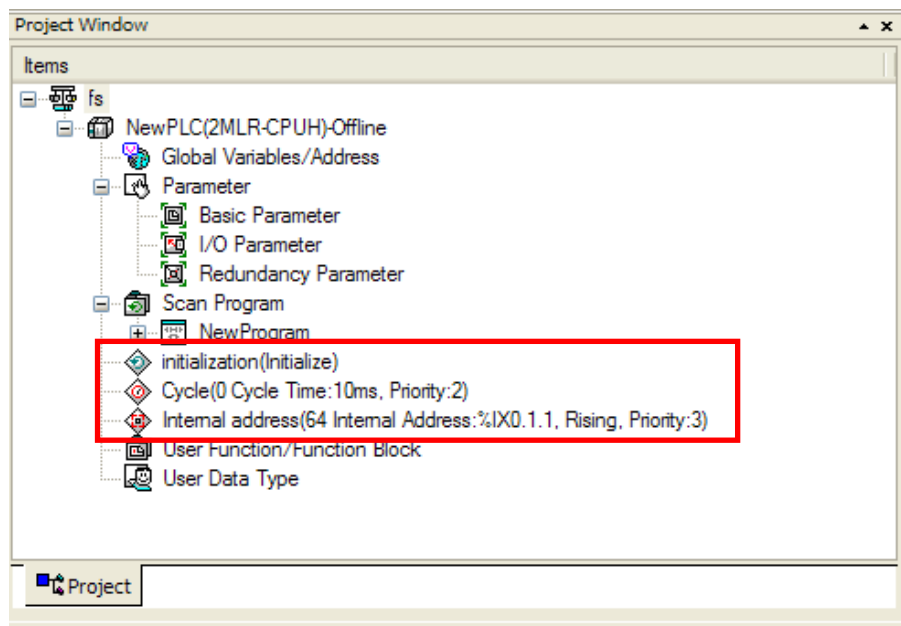 Project Window
Items
fs
NewPLC(2MLR-CPUH)-Offline
Global Variables/Address
Parameter
Basic Parameter
I/O Parameter
Redundancy Parameter
Scan Program
NewProgram
initialization(Initialize)
Cycle(0 Cycle Time:10ms, Priority:2)
Internal address(64 Internal Address:%IX0.1.1, Rising, Priority:3)
User Function/Function Block
User Data Type
Project